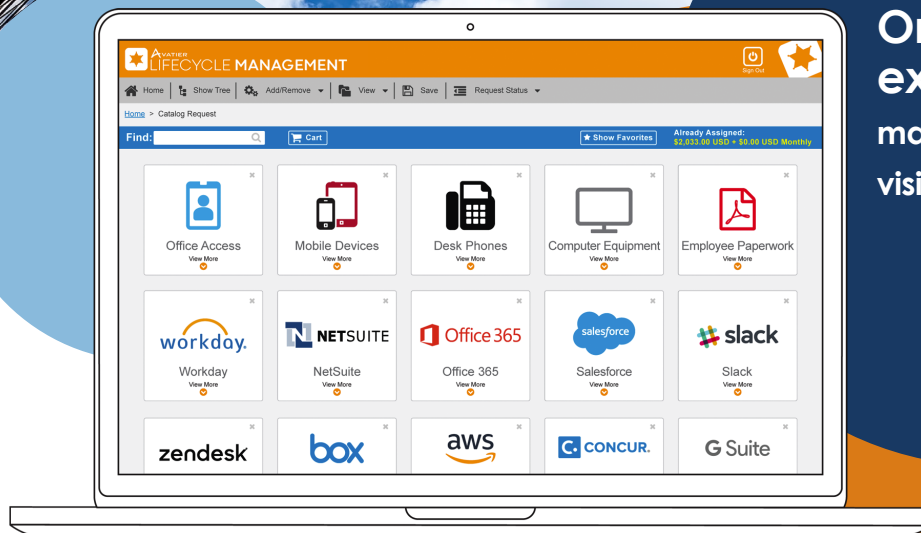 AVATIER
LIFECYCLE MANAGEMENT
Sign Out
Home Show Tree Add/Remove View Save Request Status
Home > Catalog Request
Find: Cart ★ Show Favorites Already Assigned:
$2,033.00 USD + $0.00 USD Monthly
Office Access Mobile Devices Desk Phones Computer Equipment Employee Paperwork
View More View More View More View More View More
workday. NETSUITE Office 365 salesforce slack
Workday NetSuite Office 365 Salesforce Slack
View More View More View More View More View More
zendesk box aws CONCUR. G Suite
ex
ma
visi